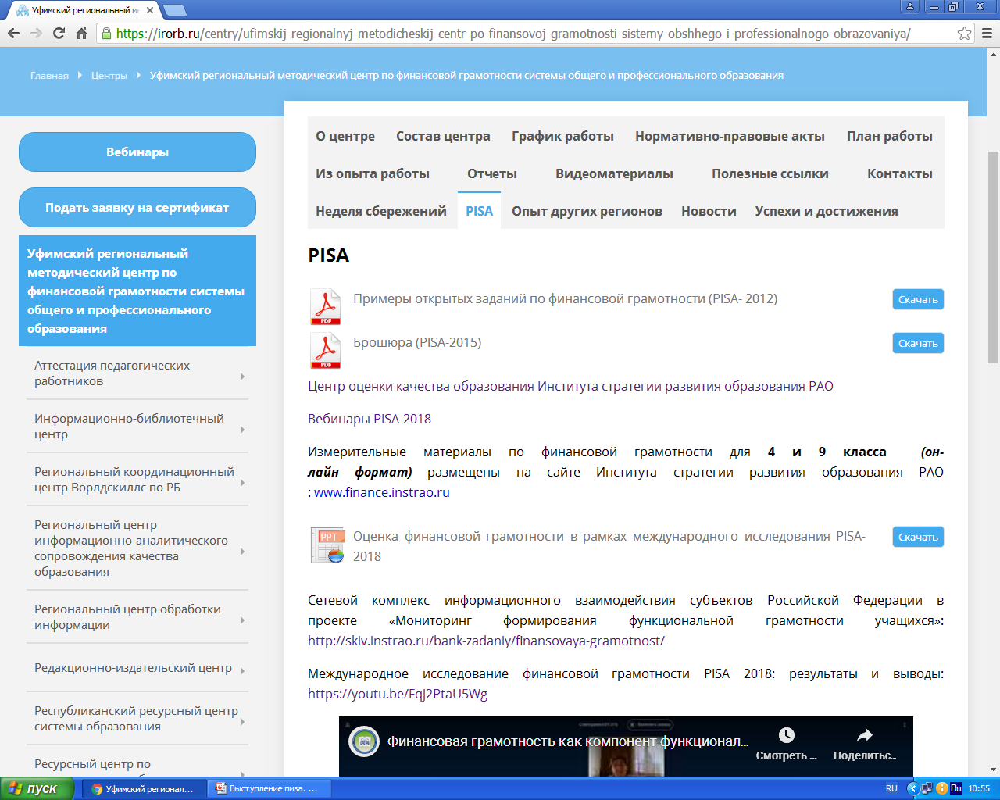 Уфимский региональный ме
https://irorb.ru/centry/ufimskij-regionalnyj-metodicheskij-centr-po-finansovoj-gramotnosti-sistemy-obshhego-i-professionalnogo-obrazovaniya/
Главная Центры Уфимский региональный методический центр по финансовой грамотности системы общего и профессионального образования
Вебинары
Подать заявку на сертификат
Уфимский региональный
методический центр по
финансовой грамотности системы
общего и профессионального
образования
Аттестация педагогических
работников
Информационно-библиотечный
центр
Региональный координационный
центр Ворлдскиллс по РБ
Региональный центр
информационно-аналитического
сопровождения качества
образования
Региональный центр обработки
информации
Редакционно-издательский центр
Республиканский ресурсный центр
системы образования
Ресурсный центр по
О центре Состав центра График работы Нормативно-правовые акты План работы
Из опыта работы Отчеты Видеоматериалы Полезные ссылки Контакты
Неделя сбережений PISA Опыт других регионов Новости Успехи и достижения
PISA
PDF Примеры открытых заданий по финансовой грамотности (PISA- 2012) Скачать
PDF Брошюра (PISA-2015) Скачать
Центр оценки качества образования Института стратегии развития образования РАО
Вебинары PISA-2018
Измерительные материалы по финансовой грамотности для 4 и 9 класса (он-
лайн формат) размещены на сайте Института стратегии развития образования РАО
: www.finance.instrao.ru
PPT Оценка финансовой грамотности в рамках международного исследования PISA- Скачать
2018
Сетевой комплекс информационного взаимодействия субъектов Российской Федерации в
проекте «Мониторинг формирования функциональной грамотности учащихся»:
http://skiv.instrao.ru/bank-zadaniy/finansovaya-gramotnost/
Международное исследование финансовой грамотности PISA 2018: результаты и выводы:
https://youtu.be/Fqj2PtaU5Wg
Финансовая грамотность как компонент функционал...
Смотреть ... Поделитьс...
пуск Уфимский регионал... Выступление пиза. ... RU Ru 10:55